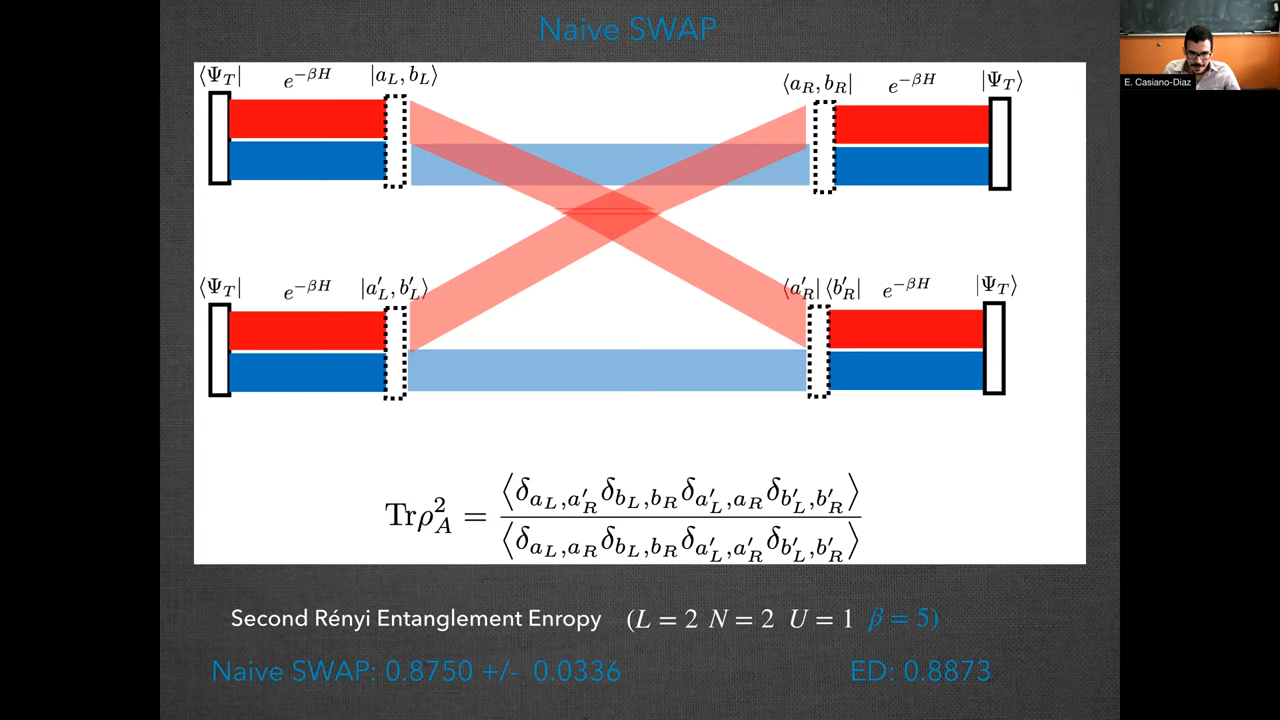 Naive SWAP
E. Casiano-Diaz
⟨Ψ_T| e^{−βH} |a_L, b_L⟩ ⟨a_R, b_R| e^{−βH} |Ψ_T⟩
⟨Ψ_T| e^{−βH} |a′_L, b′_L⟩ ⟨a′_R| ⟨b′_R| e^{−βH} |Ψ_T⟩
Trρ_A^2 = ⟨δ_{a_L,a′_R} δ_{b_L,b_R} δ_{a′_L,a_R} δ_{b′_L,b′_R}⟩ / ⟨δ_{a_L,a_R} δ_{b_L,b_R} δ_{a′_L,a′_R} δ_{b′_L,b′_R}⟩
Second Rényi Entanglement Enropy (L = 2 N = 2 U = 1 β = 5)
Naive SWAP: 0.8750 +/- 0.0336 ED: 0.8873